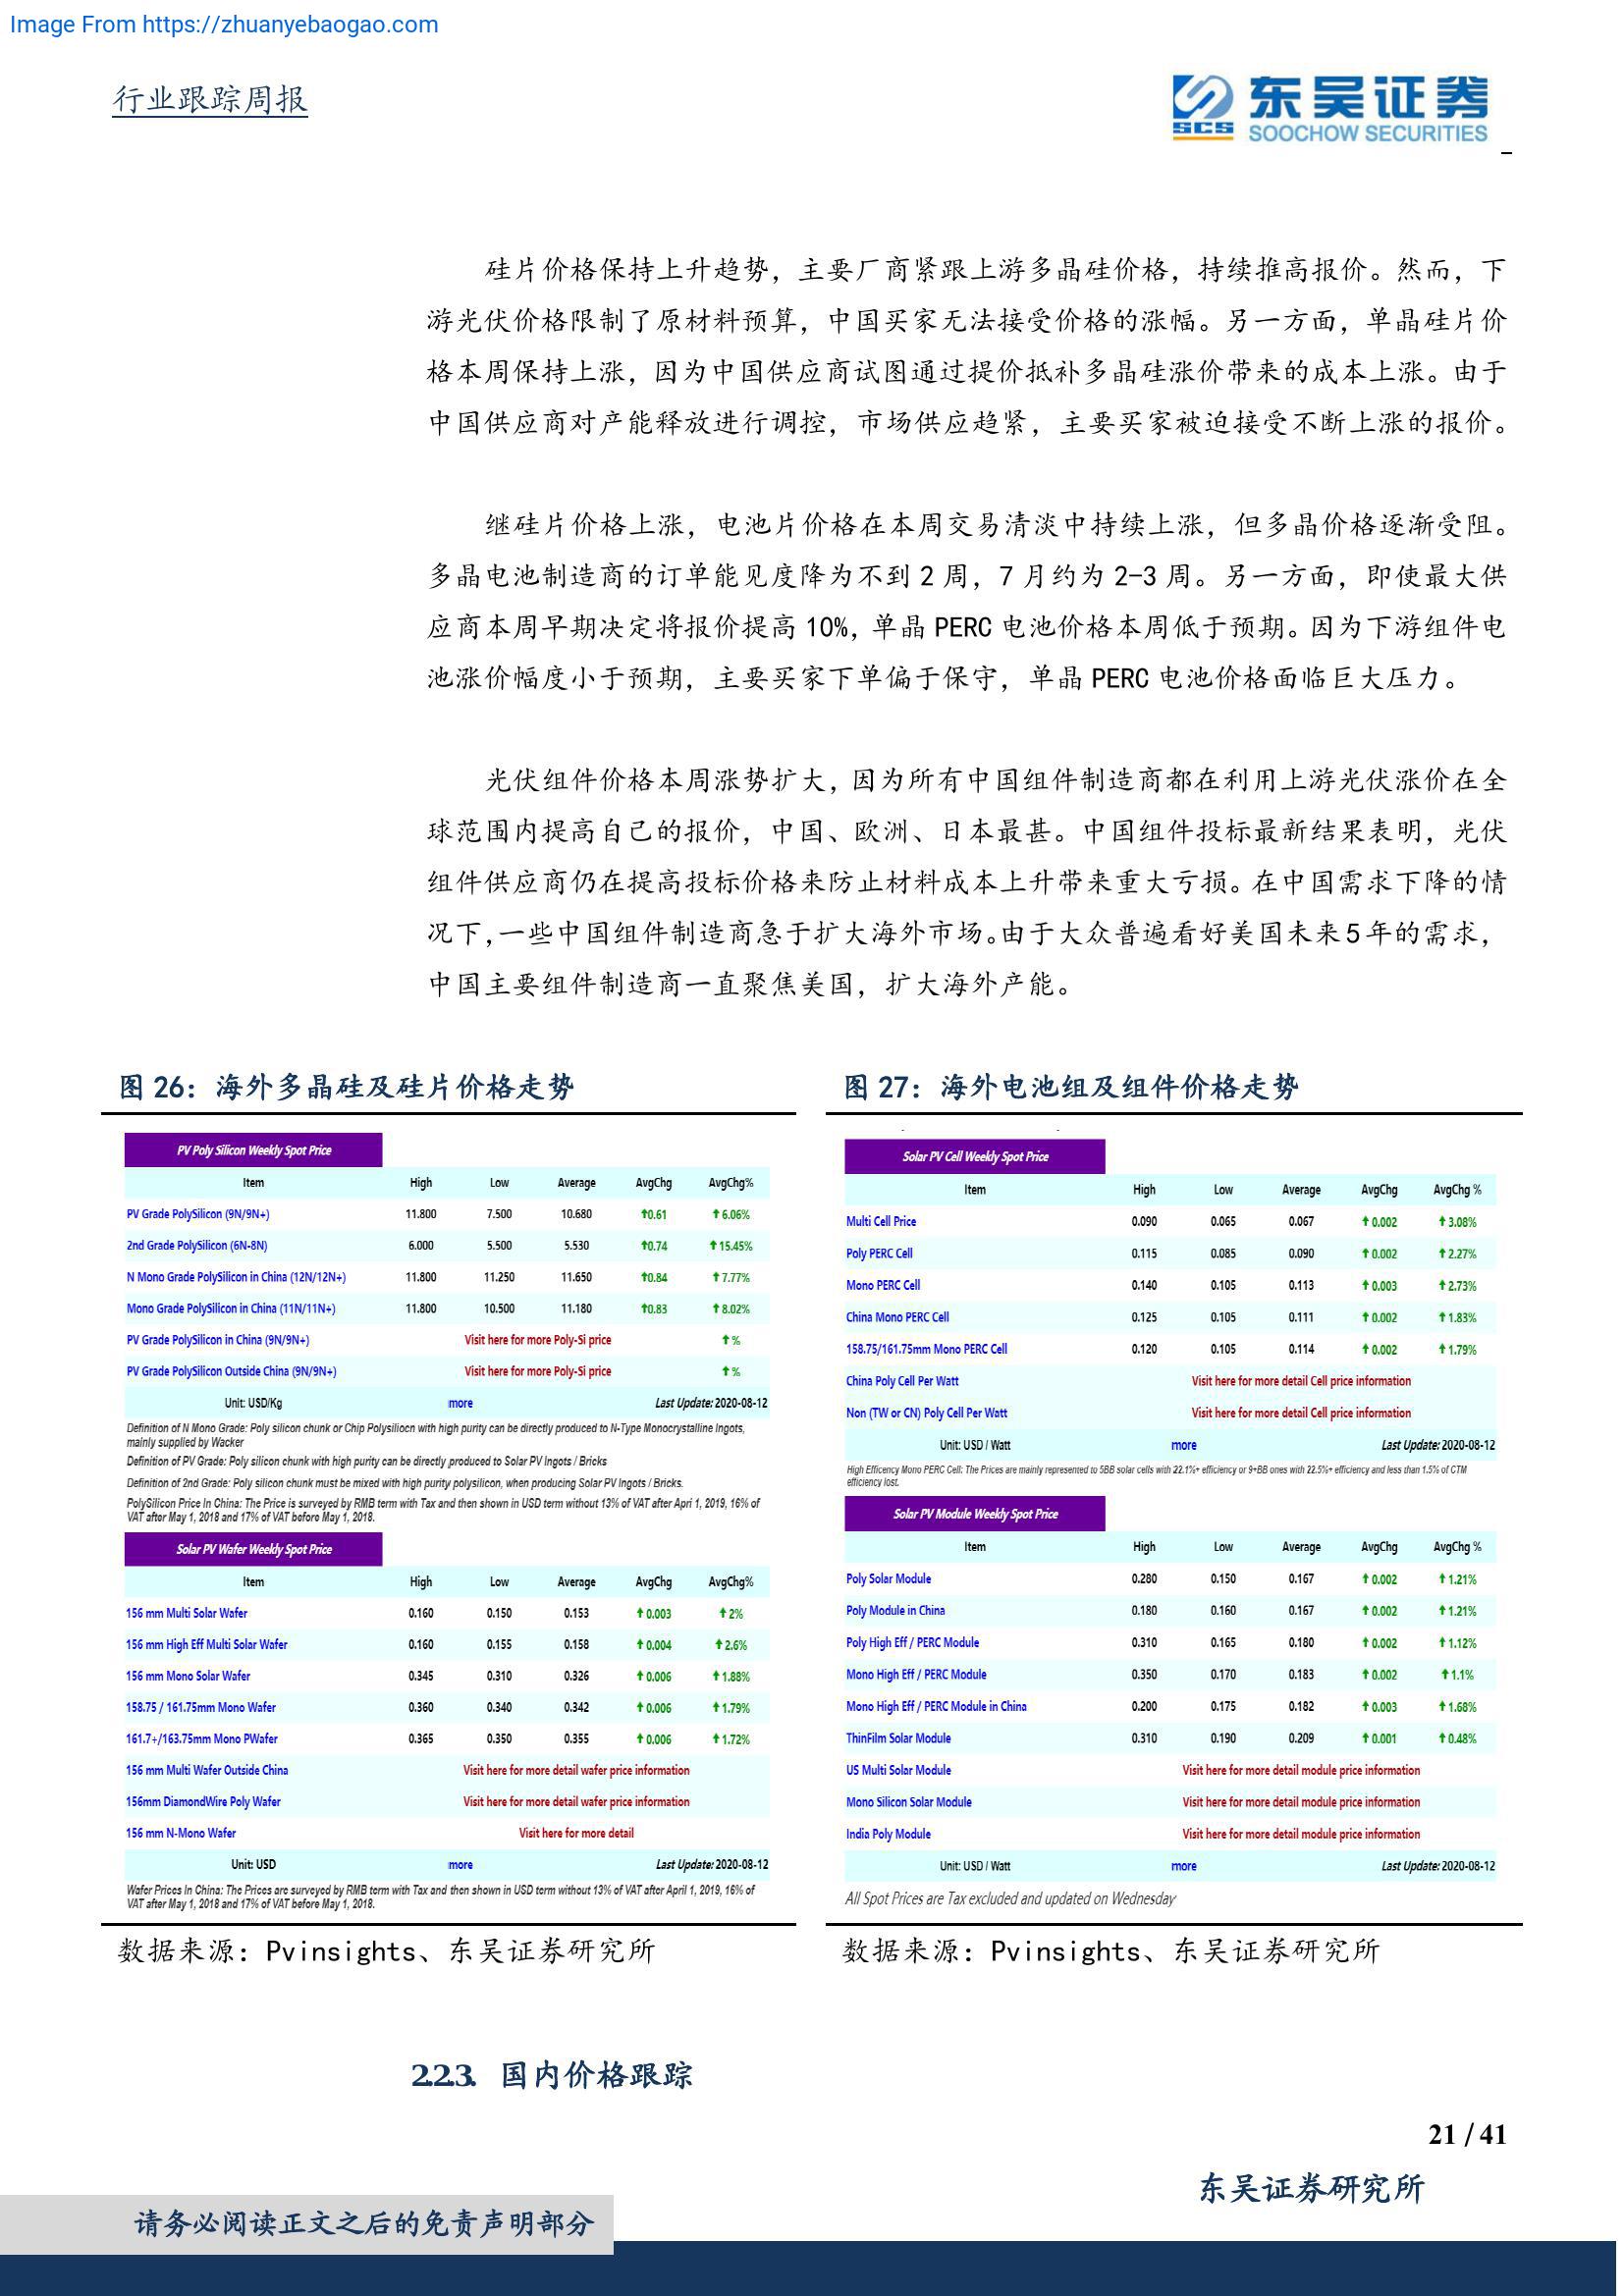 Image From https://zhuanyebaogao.com
行业跟踪周报
东吴证券
SCS
SOOCHOW SECURITIES
硅片价格保持上升趋势，主要厂商紧跟上游多晶硅价格，持续推高报价。然而，下
游光伏价格限制了原材料预算，中国买家无法接受价格的涨幅。另一方面，单晶硅片价
格本周保持上涨，因为中国供应商试图通过提价抵补多晶硅涨价带来的成本上涨。由于
中国供应商对产能释放进行调控，市场供应趋紧，主要买家被迫接受不断上涨的报价。
继硅片价格上涨，电池片价格在本周交易清淡中持续上涨，但多晶价格逐渐受阻。
多晶电池制造商的订单能见度降为不到 2 周，7 月约为 2-3 周。另一方面，即使最大供
应商本周早期决定将报价提高 10%，单晶 PERC 电池价格本周低于预期。因为下游组件电
池涨价幅度小于预期，主要买家下单偏于保守，单晶 PERC 电池价格面临巨大压力。
光伏组件价格本周涨势扩大，因为所有中国组件制造商都在利用上游光伏涨价在全
球范围内提高自己的报价，中国、欧洲、日本最甚。中国组件投标最新结果表明，光伏
组件供应商仍在提高投标价格来防止材料成本上升带来重大亏损。在中国需求下降的情
况下，一些中国组件制造商急于扩大海外市场。由于大众普遍看好美国未来 5 年的需求，
中国主要组件制造商一直聚焦美国，扩大海外产能。
图 26：海外多晶硅及硅片价格走势
PV Poly Silicon Weekly Spot Price
Item High Low Average AvgChg AvgChg%
PV Grade PolySilicon (9N/9N+) 11.800 7.500 10.680 ↑0.61 ↑6.06%
2nd Grade PolySilicon (6N-8N) 6.000 5.500 5.530 ↑0.74 ↑15.45%
N Mono Grade PolySilicon in China (12N/12N+) 11.800 11.250 11.650 ↑0.84 ↑7.77%
Mono Grade PolySilicon in China (11N/11N+) 11.800 10.500 11.180 ↑0.83 ↑8.02%
PV Grade PolySilicon in China (9N/9N+) Visit here for more Poly-Si price ↑%
PV Grade PolySilicon Outside China (9N/9N+) Visit here for more Poly-Si price ↑%
Unit: USD/Kg more Last Update: 2020-08-12
Definition of N Mono Grade: Poly silicon chunk or Chip Polysiliocn with high purity can be directly produced to N-Type Monocrystalline Ingots,
mainly supplied by Wacker
Definition of PV Grade: Poly silicon chunk with high purity can be directly produced to Solar PV Ingots / Bricks
Definition of 2nd Grade: Poly silicon chunk must be mixed with high purity polysilicon, when producing Solar PV Ingots / Bricks.
PolySilicon Price In China: The Price is surveyed by RMB term with Tax and then shown in USD term without 13% of VAT after Apri 1, 2019, 16% of
VAT after May 1, 2018 and 17% of VAT before May 1, 2018.
Solar PV Wafer Weekly Spot Price
Item High Low Average AvgChg AvgChg%
156 mm Multi Solar Wafer 0.160 0.150 0.153 ↑0.003 ↑2%
156 mm High Eff Multi Solar Wafer 0.160 0.155 0.158 ↑0.004 ↑2.6%
156 mm Mono Solar Wafer 0.345 0.310 0.326 ↑0.006 ↑1.88%
158.75 / 161.75mm Mono Wafer 0.360 0.340 0.342 ↑0.006 ↑1.79%
161.7+/163.75mm Mono PWafer 0.365 0.350 0.355 ↑0.006 ↑1.72%
156 mm Multi Wafer Outside China Visit here for more detail wafer price information
156mm DiamondWire Poly Wafer Visit here for more detail wafer price information
156 mm N-Mono Wafer Visit here for more detail
Unit: USD more Last Update: 2020-08-12
Wafer Prices In China: The Prices are surveyed by RMB term with Tax and then shown in USD term without 13% of VAT after April 1, 2019, 16% of
VAT after May 1, 2018 and 17% of VAT before May 1, 2018.
数据来源：Pvinsights、东吴证券研究所
图 27：海外电池组及组件价格走势
Solar PV Cell Weekly Spot Price
Item High Low Average AvgChg AvgChg %
Multi Cell Price 0.090 0.065 0.067 ↑0.002 ↑3.08%
Poly PERC Cell 0.115 0.085 0.090 ↑0.002 ↑2.27%
Mono PERC Cell 0.140 0.105 0.113 ↑0.003 ↑2.73%
China Mono PERC Cell 0.125 0.105 0.111 ↑0.002 ↑1.83%
158.75/161.75mm Mono PERC Cell 0.120 0.105 0.114 ↑0.002 ↑1.79%
China Poly Cell Per Watt Visit here for more detail Cell price information
Non (TW or CN) Poly Cell Per Watt Visit here for more detail Cell price information
Unit: USD / Watt more Last Update: 2020-08-12
High Efficency Mono PERC Cell: The Prices are mainly represented to 5BB solar cells with 22.1%+ efficiency or 9+BB ones with 22.5%+ efficiency and less than 1.5% of CTM
efficiency lost.
Solar PV Module Weekly Spot Price
Item High Low Average AvgChg AvgChg %
Poly Solar Module 0.280 0.150 0.167 ↑0.002 ↑1.21%
Poly Module in China 0.180 0.160 0.167 ↑0.002 ↑1.21%
Poly High Eff / PERC Module 0.310 0.165 0.180 ↑0.002 ↑1.12%
Mono High Eff / PERC Module 0.350 0.170 0.183 ↑0.002 ↑1.1%
Mono High Eff / PERC Module in China 0.200 0.175 0.182 ↑0.003 ↑1.68%
ThinFilm Solar Module 0.310 0.190 0.209 ↑0.001 ↑0.48%
US Multi Solar Module Visit here for more detail module price information
Mono Silicon Solar Module Visit here for more detail module price information
India Poly Module Visit here for more detail module price information
Unit: USD / Watt more Last Update: 2020-08-12
All Spot Prices are Tax excluded and updated on Wednesday
数据来源：Pvinsights、东吴证券研究所
2.2.3. 国内价格跟踪
21 / 41
东吴证券研究所
请务必阅读正文之后的免责声明部分